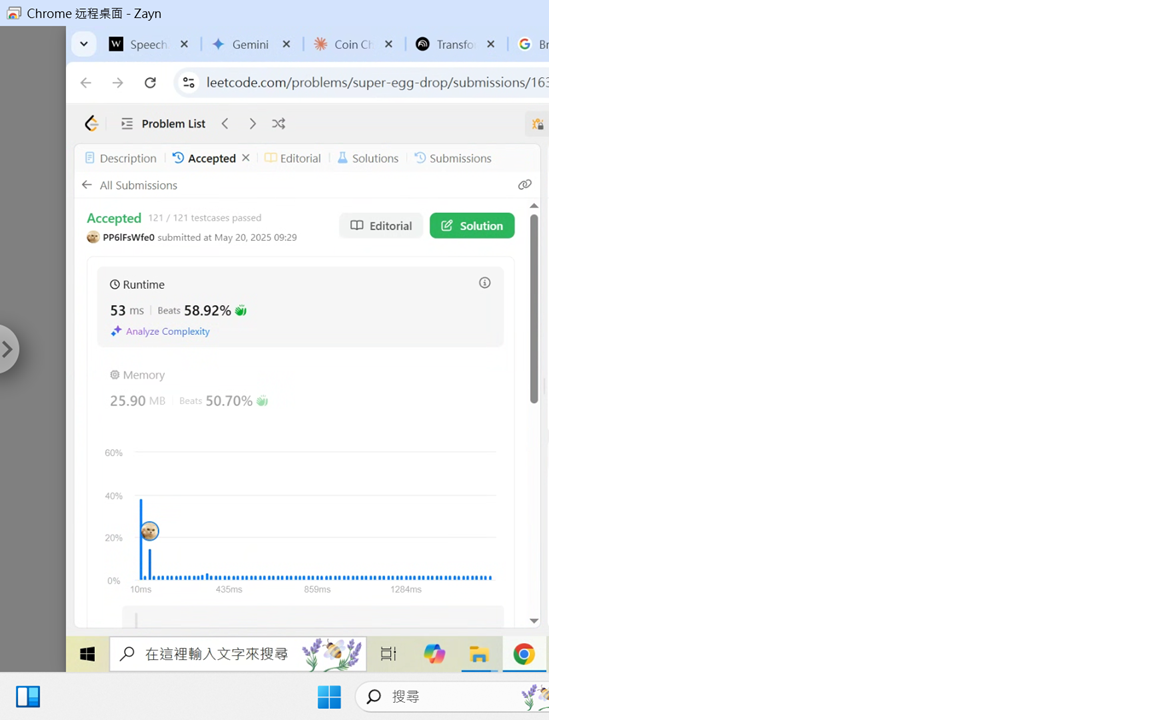 Chrome 远程桌面 - Zayn
Speech
Gemini
Coin Ch
Transfo
Br
leetcode.com/problems/super-egg-drop/submissions/163
Problem List
Description
Accepted
Editorial
Solutions
Submissions
All Submissions
Accepted 121 / 121 testcases passed
PP6lFsWfe0 submitted at May 20, 2025 09:29
Editorial
Solution
Runtime
53 ms | Beats 58.92%
Analyze Complexity
Memory
25.90 MB | Beats 50.70%
60%
40%
20%
0%
10ms 435ms 859ms 1284ms
在這裡輸入文字來搜尋
搜尋